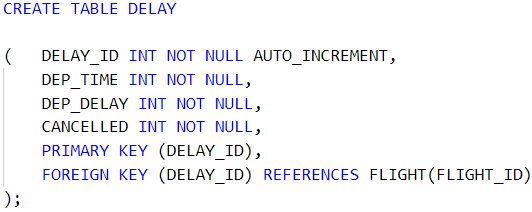 CREATE TABLE DELAY
( DELAY_ID INT NOT NULL AUTO_INCREMENT,
DEP_TIME INT NOT NULL,
DEP_DELAY INT NOT NULL,
CANCELLED INT NOT NULL,
PRIMARY KEY (DELAY_ID),
FOREIGN KEY (DELAY_ID) REFERENCES FLIGHT(FLIGHT_ID)
);